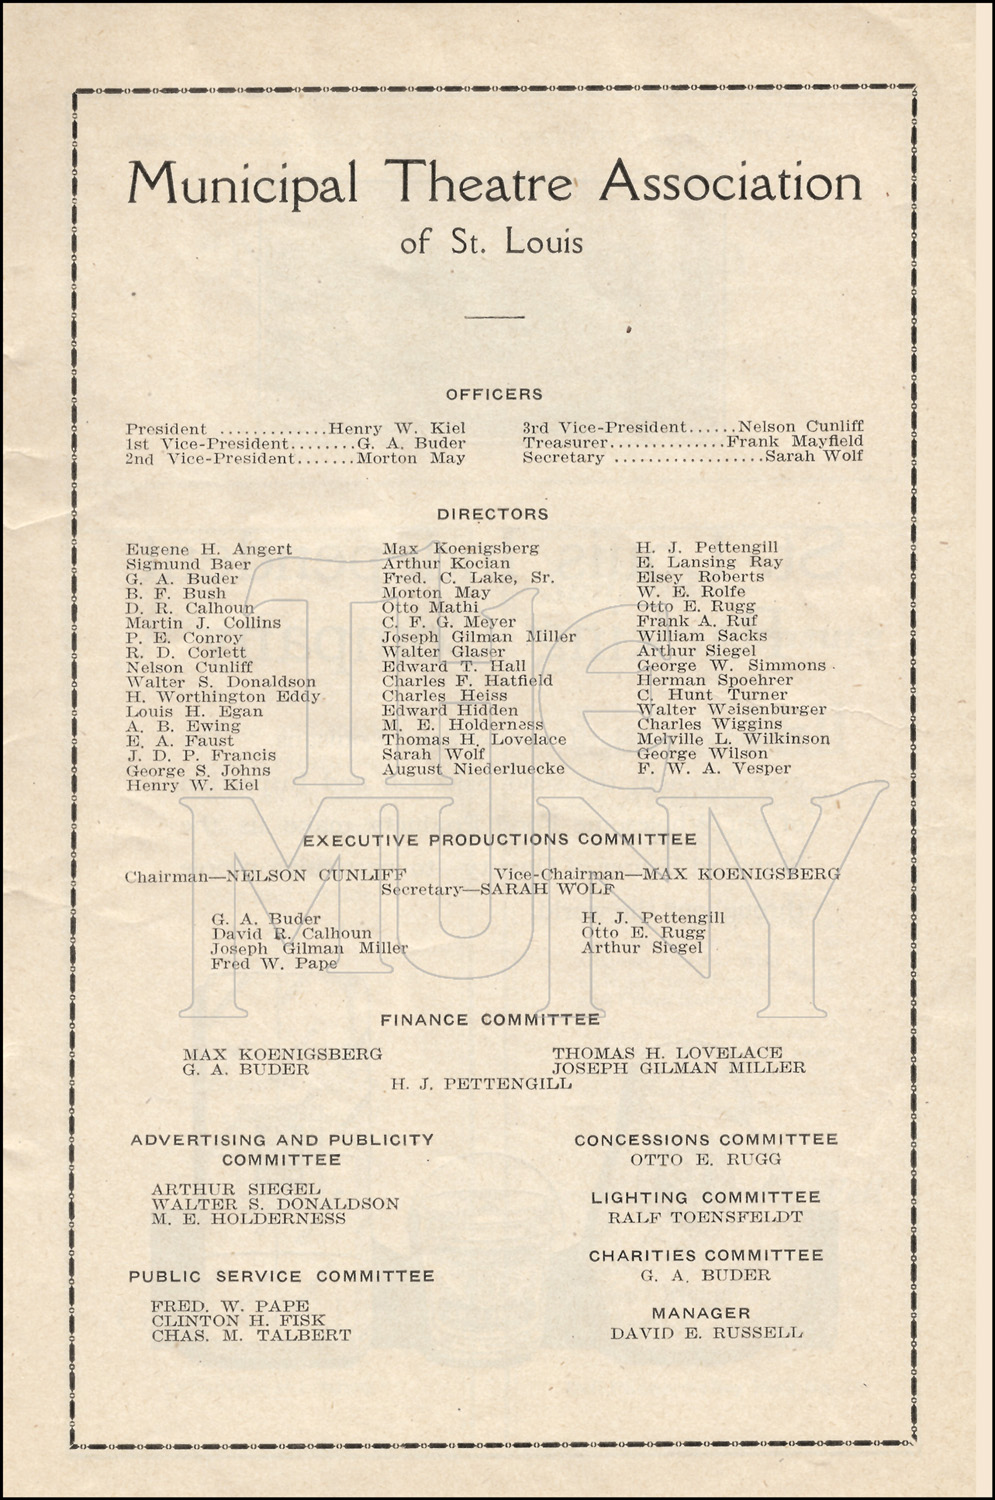 Municipal Theatre Association
of St. Louis
OFFICERS
President ............Henry W. Kiel
1st Vice-President........G. A. Buder
2nd Vice-President.......Morton May
3rd Vice-President......Nelson Cunliff
Treasurer.............Frank Mayfield
Secretary ..................Sarah Wolf
DIRECTORS
Eugene H. Angert
Sigmund Baer
G. A. Buder
B. F. Bush
D. R. Calhoun
Martin J. Collins
P. E. Conroy
R. D. Corlett
Nelson Cunliff
Walter S. Donaldson
H. Worthington Eddy
Louis H. Egan
A. B. Ewing
E. A. Faust
J. D. P. Francis
George S. Johns
Henry W. Kiel
Max Koenigsberg
Arthur Kocian
Fred. C. Lake, Sr.
Morton May
Otto Mathi
C. F. G. Meyer
Joseph Gilman Miller
Walter Glaser
Edward T. Hall
Charles F. Hatfield
Charles Heiss
Edward Hidden
M. E. Holderness
Thomas H. Lovelace
Sarah Wolf
August Niederluecke
H. J. Pettengill
E. Lansing Ray
Elsey Roberts
W. E. Rolfe
Otto E. Rugg
Frank A. Ruf
William Sacks
Arthur Siegel
George W. Simmons
Herman Spoehrer
C. Hunt Turner
Walter Weisenburger
Charles Wiggins
Melville L. Wilkinson
George Wilson
F. W. A. Vesper
The
MUNY
EXECUTIVE PRODUCTIONS COMMITTEE
Chairman—NELSON CUNLIFF Vice-Chairman—MAX KOENIGSBERG
Secretary—SARAH WOLF
G. A. Buder
David R. Calhoun
Joseph Gilman Miller
Fred W. Pape
H. J. Pettengill
Otto E. Rugg
Arthur Siegel
FINANCE COMMITTEE
MAX KOENIGSBERG
G. A. BUDER
THOMAS H. LOVELACE
JOSEPH GILMAN MILLER
H. J. PETTENGILL
ADVERTISING AND PUBLICITY
COMMITTEE
ARTHUR SIEGEL
WALTER S. DONALDSON
M. E. HOLDERNESS
PUBLIC SERVICE COMMITTEE
FRED. W. PAPE
CLINTON H. FISK
CHAS. M. TALBERT
CONCESSIONS COMMITTEE
OTTO E. RUGG
LIGHTING COMMITTEE
RALF TOENSFELDT
CHARITIES COMMITTEE
G. A. BUDER
MANAGER
DAVID E. RUSSELL